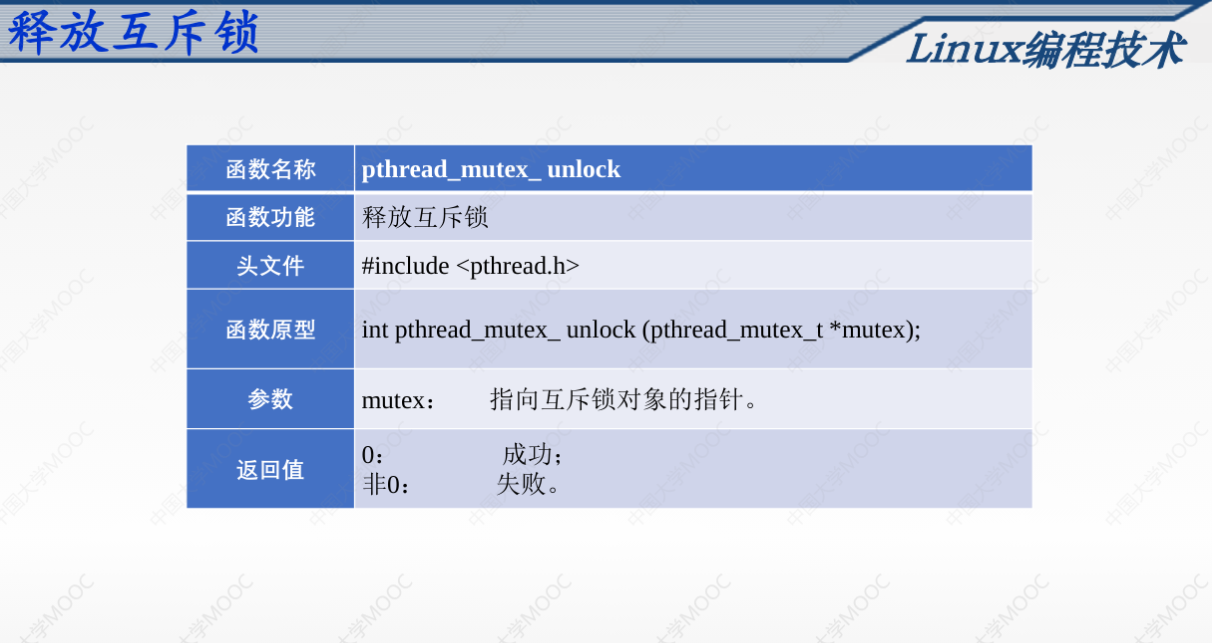 释放互斥锁
Linux编程技术
函数名称 pthread_mutex_ unlock
函数功能 释放互斥锁
头文件 #include <pthread.h>
函数原型 int pthread_mutex_ unlock (pthread_mutex_t *mutex);
参数 mutex： 指向互斥锁对象的指针。
返回值 0： 成功；
非0： 失败。
中国大学MOOC